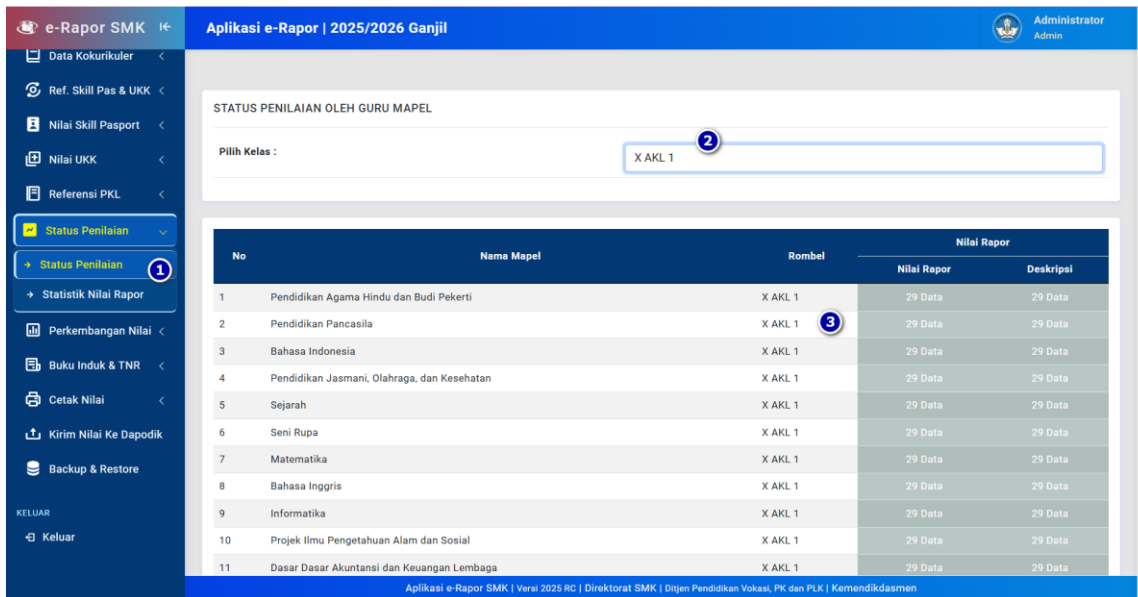 e-Rapor SMK
Aplikasi e-Rapor | 2025/2026 Ganjil
Administrator
Admin
Data Kokurikuler
Ref. Skill Pas & UKK
Nilai Skill Pasport
Nilai UKK
Referensi PKL
Status Penilaian
Status Penilaian
1
Statistik Nilai Rapor
Perkembangan Nilai
Buku Induk & TNR
Cetak Nilai
Kirim Nilai Ke Dapodik
Backup & Restore
KELUAR
Keluar
STATUS PENILAIAN OLEH GURU MAPEL
Pilih Kelas :
2
X AKL 1
No Nama Mapel Rombel Nilai Rapor
Nilai Rapor Deskripsi
1 Pendidikan Agama Hindu dan Budi Pekerti X AKL 1 29 Data 29 Data
2 Pendidikan Pancasila X AKL 1 3 29 Data 29 Data
3 Bahasa Indonesia X AKL 1 29 Data 29 Data
4 Pendidikan Jasmani, Olahraga, dan Kesehatan X AKL 1 29 Data 29 Data
5 Sejarah X AKL 1 29 Data 29 Data
6 Seni Rupa X AKL 1 29 Data 29 Data
7 Matematika X AKL 1 29 Data 29 Data
8 Bahasa Inggris X AKL 1 29 Data 29 Data
9 Informatika X AKL 1 29 Data 29 Data
10 Projek Ilmu Pengetahuan Alam dan Sosial X AKL 1 29 Data 29 Data
11 Dasar Dasar Akuntansi dan Keuangan Lembaga X AKL 1 29 Data 29 Data
Aplikasi e-Rapor SMK | Versi 2025 RC | Direktorat SMK | Ditjen Pendidikan Vokasi, PK dan PLK | Kemendikdasmen